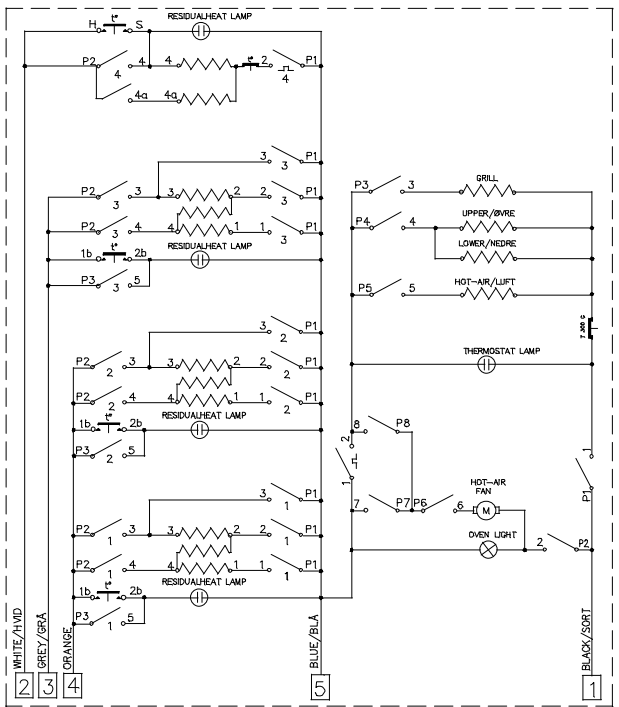 RESIDUALHEAT LAMP
H t° S
P2 4 4 t° 2 P1
4 4
4a 4a
3 P1
3
P2 3 3 2 2 P1
3 3
P2 4 4 1 1 P1
3 3
t° RESIDUALHEAT LAMP
1b 2b
P3 5
3
3 P1
2
P2 3 3 2 2 P1
2 2
P2 4 4 1 1 P1
2 2
t° RESIDUALHEAT LAMP
1b 2b
P3 5
2
3 P1
1
P2 3 3 2 2 P1
1 1
P2 4 4 1 1 P1
1 1
t° RESIDUALHEAT LAMP
1b 2b
P3 5
1
GRILL
P3 3
UPPER/ØVRE
P4 4
LOWER/NEDRE
HOT-AIR/LUFT
P5 5
THERMOSTAT LAMP
8 P8
2
1
1
P1
HOT-AIR
FAN
7 P7 P6 6 M
OVEN LIGHT
2 P2
WHITE/HVID
GREY/GRÅ
ORANGE
BLUE/BLÅ
BLACK/SORT
2 3 4 5 1